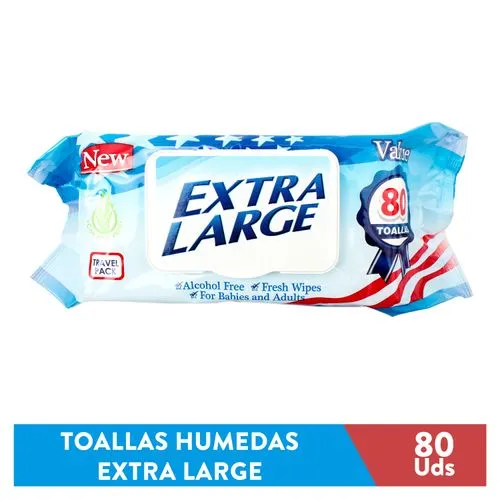 New
Value
EXTRA
LARGE
80
TOALLAS
TRAVEL
PACK
Alcohol Free
Fresh Wipes
For Babies and Adults
TOALLAS HUMEDAS
EXTRA LARGE
80
Uds